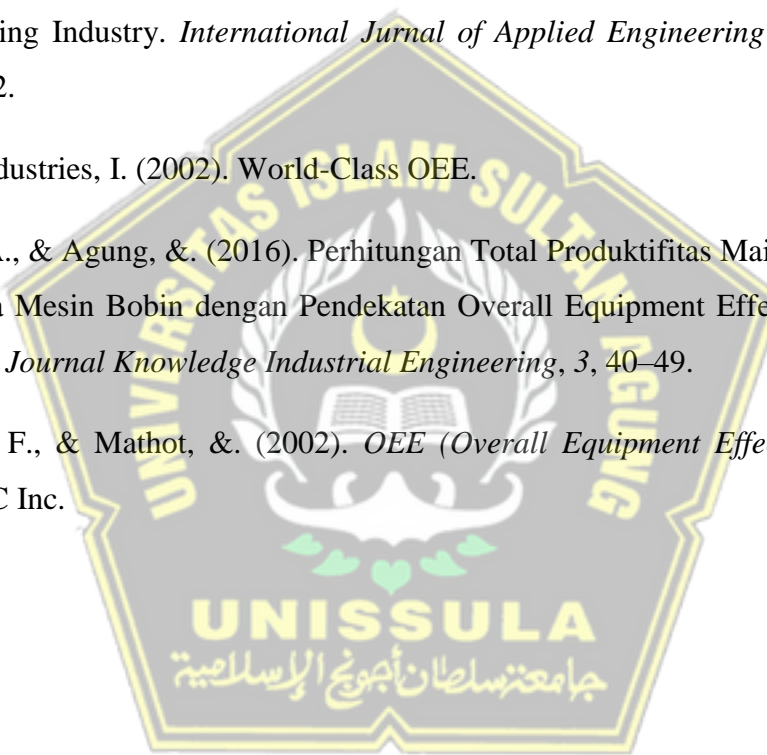 ing Industry. International Jurnal of Applied Engineering
2.
dustries, I. (2002). World-Class OEE.
A., & Agung, &. (2016). Perhitungan Total Produktifitas Mai
a Mesin Bobin dengan Pendekatan Overall Equipment Effe
Journal Knowledge Industrial Engineering, 3, 40–49.
F., & Mathot, &. (2002). OEE (Overall Equipment Effe
C Inc.
UNIVERSITAS ISLAM SULTAN AGUNG
UNISSULA
جامعتسلطان أجونج الإسلامية